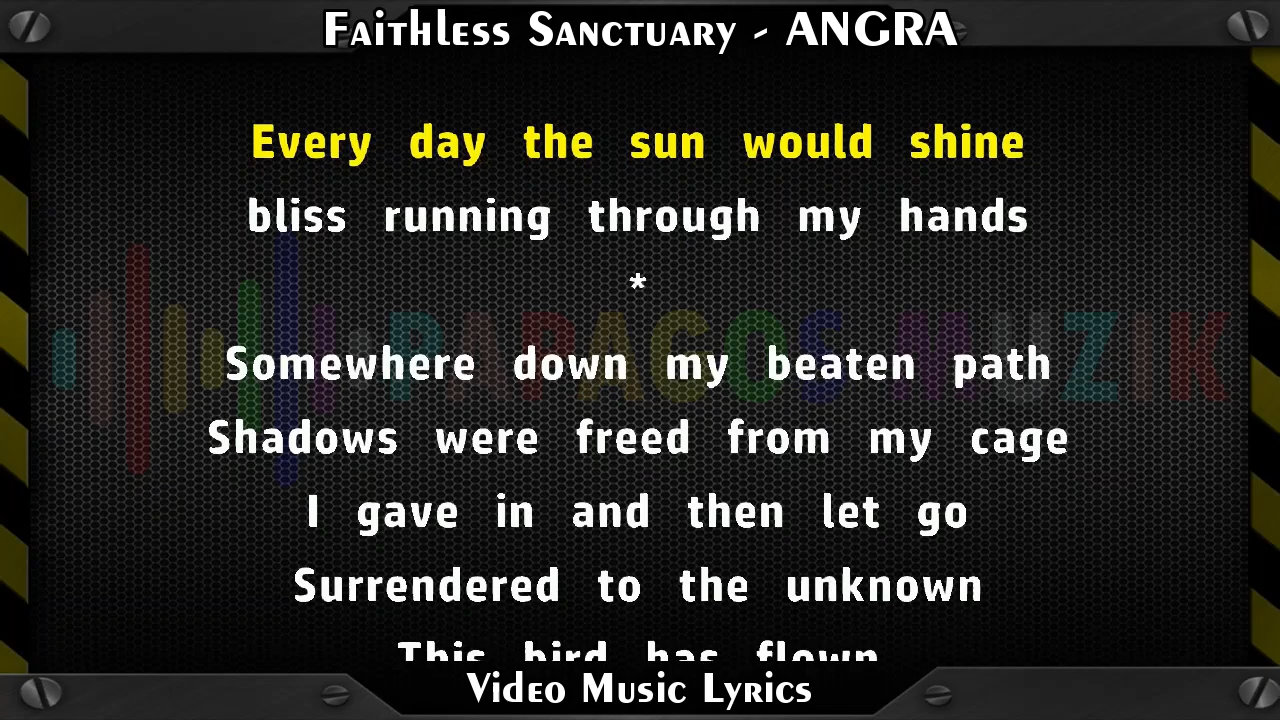 Faithless Sanctuary - ANGRA
Every day the sun would shine
bliss running through my hands
*
Somewhere down my beaten path
PAPAGOS MUZIK
Shadows were freed from my cage
I gave in and then let go
Surrendered to the unknown
This bird has flown
Video Music Lyrics